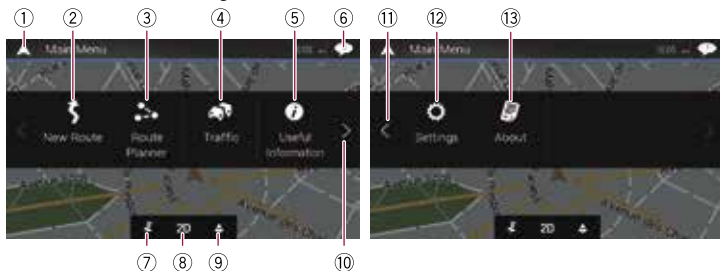 ① ② ③ ④ ⑤ ⑥ ⑪ ⑫ ⑬
Main Menu
Main Menu
New Route
Route
Planner
Traffic
Useful
Information
Settings
About
2D
2D
⑦ ⑧ ⑨ ⑩